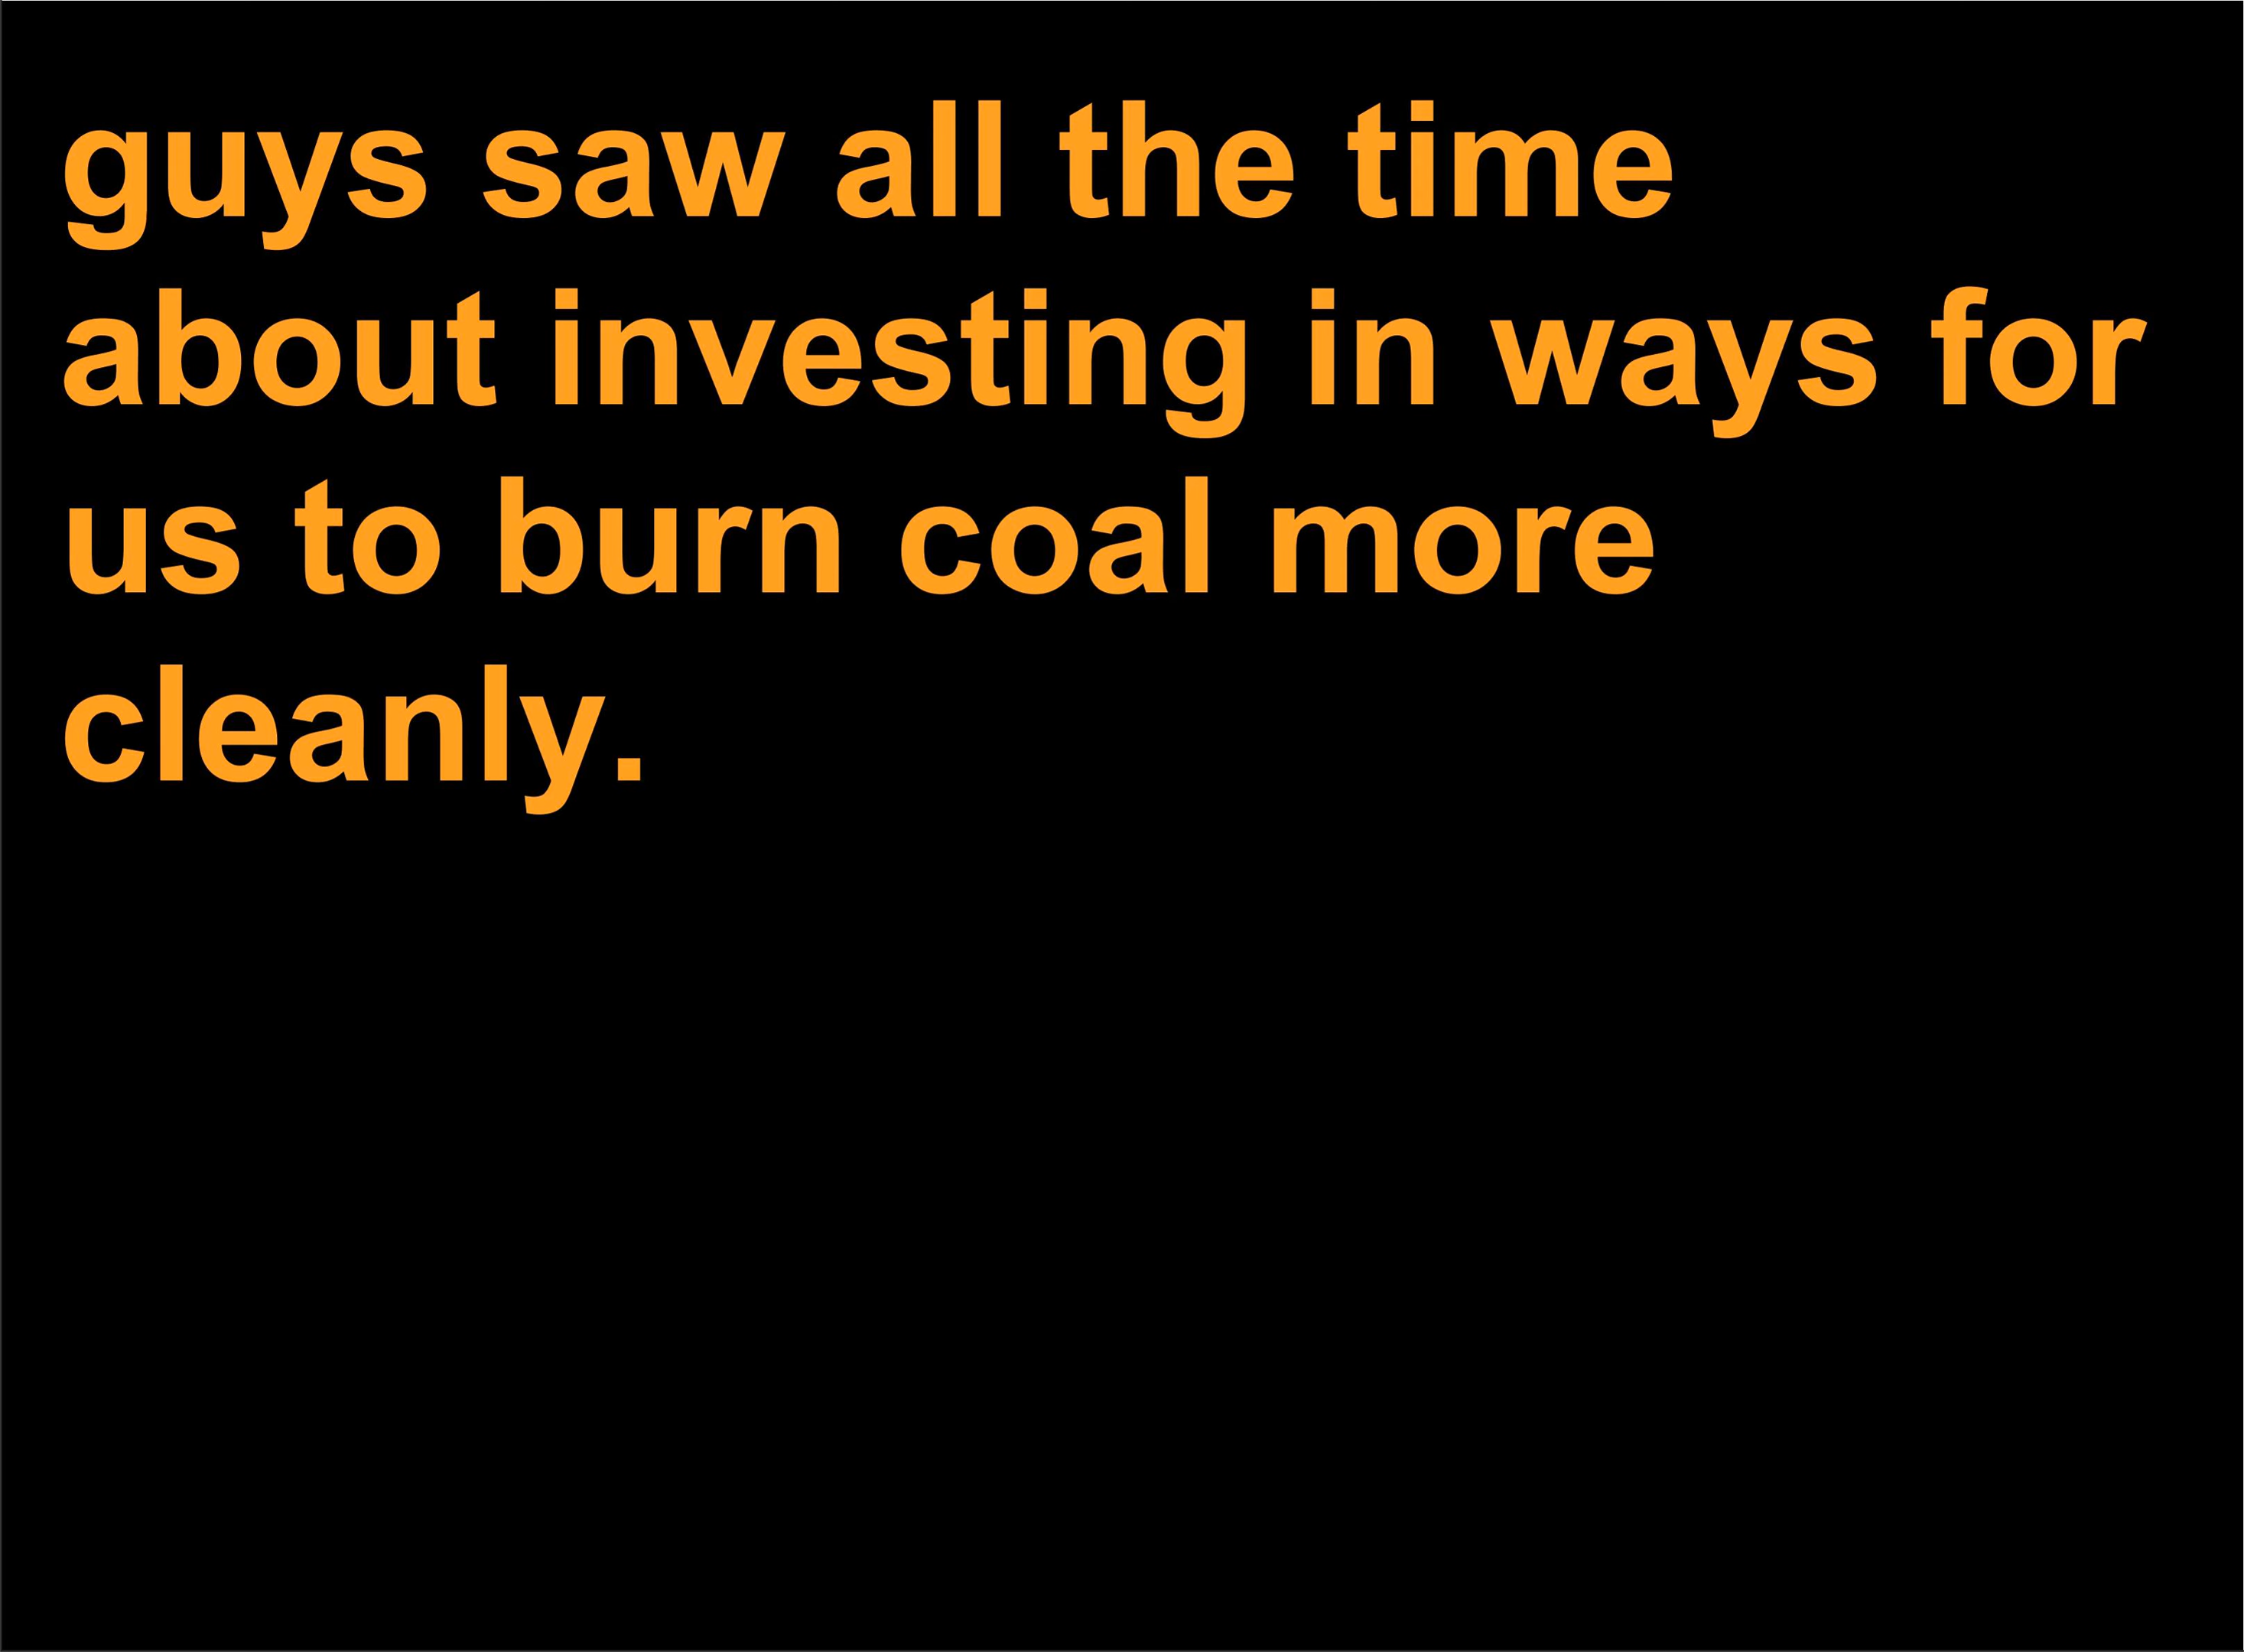 guys saw all the time
about investing in ways for
us to burn coal more
cleanly.